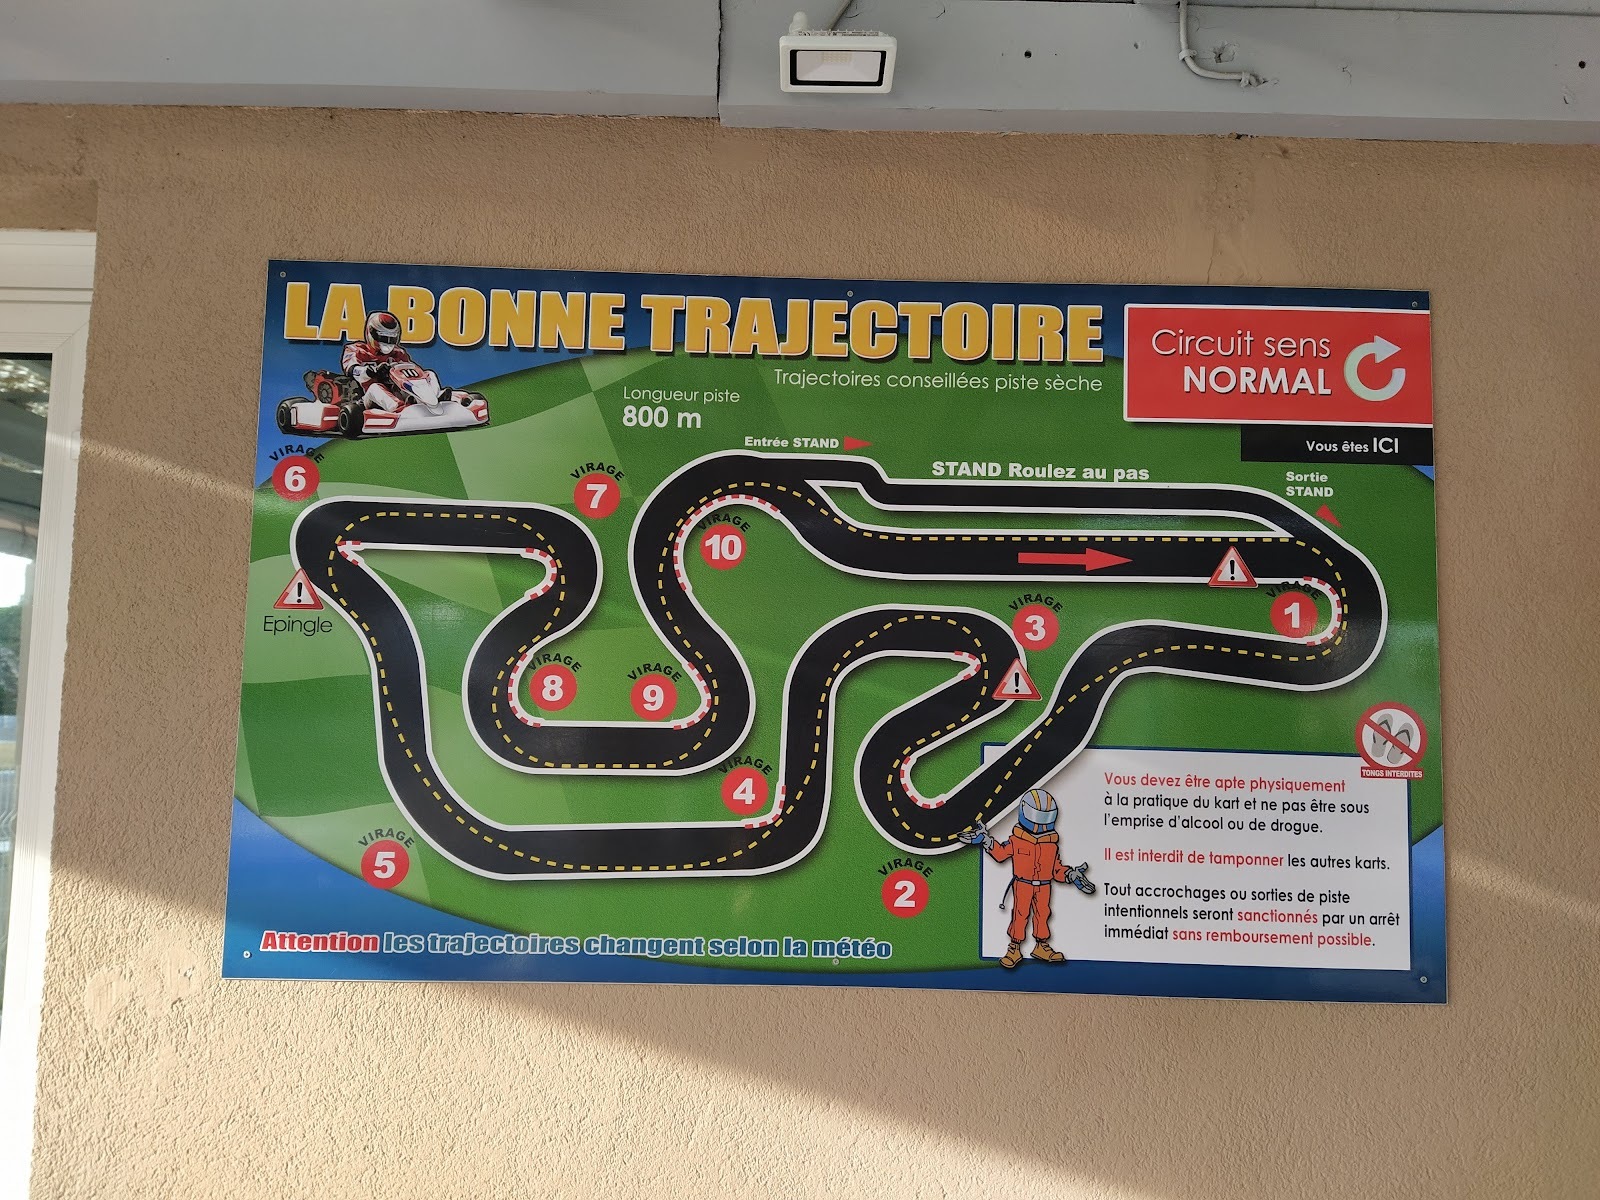 LA BONNE TRAJECTOIRE
Trajectoires conseillées piste sèche
Circuit sens
NORMAL
Vous êtes ICI
Longueur piste
800 m
Entrée STAND
STAND Roulez au pas
Sortie
STAND
VIRAGE
6
VIRAGE
7
VIRAGE
10
VIRAGE
1
VIRAGE
3
Epingle
VIRAGE
8
VIRAGE
9
VIRAGE
4
VIRAGE
5
VIRAGE
2
TONGS INTERDITES
Vous devez être apte physiquement
à la pratique du kart et ne pas être sous
l'emprise d'alcool ou de drogue.
Il est interdit de tamponner les autres karts.
Tout accrochages ou sorties de piste
intentionnels seront sanctionnés par un arrêt
immédiat sans remboursement possible.
Attention les trajectoires changent selon la météo